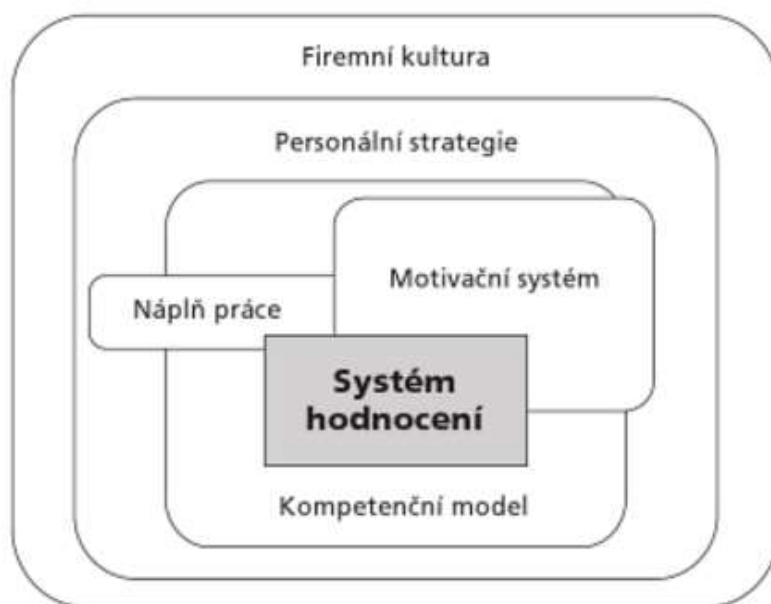 Firemní kultura
Personální strategie
Motivační systém
Náplň práce
Systém
hodnocení
Kompetenční model